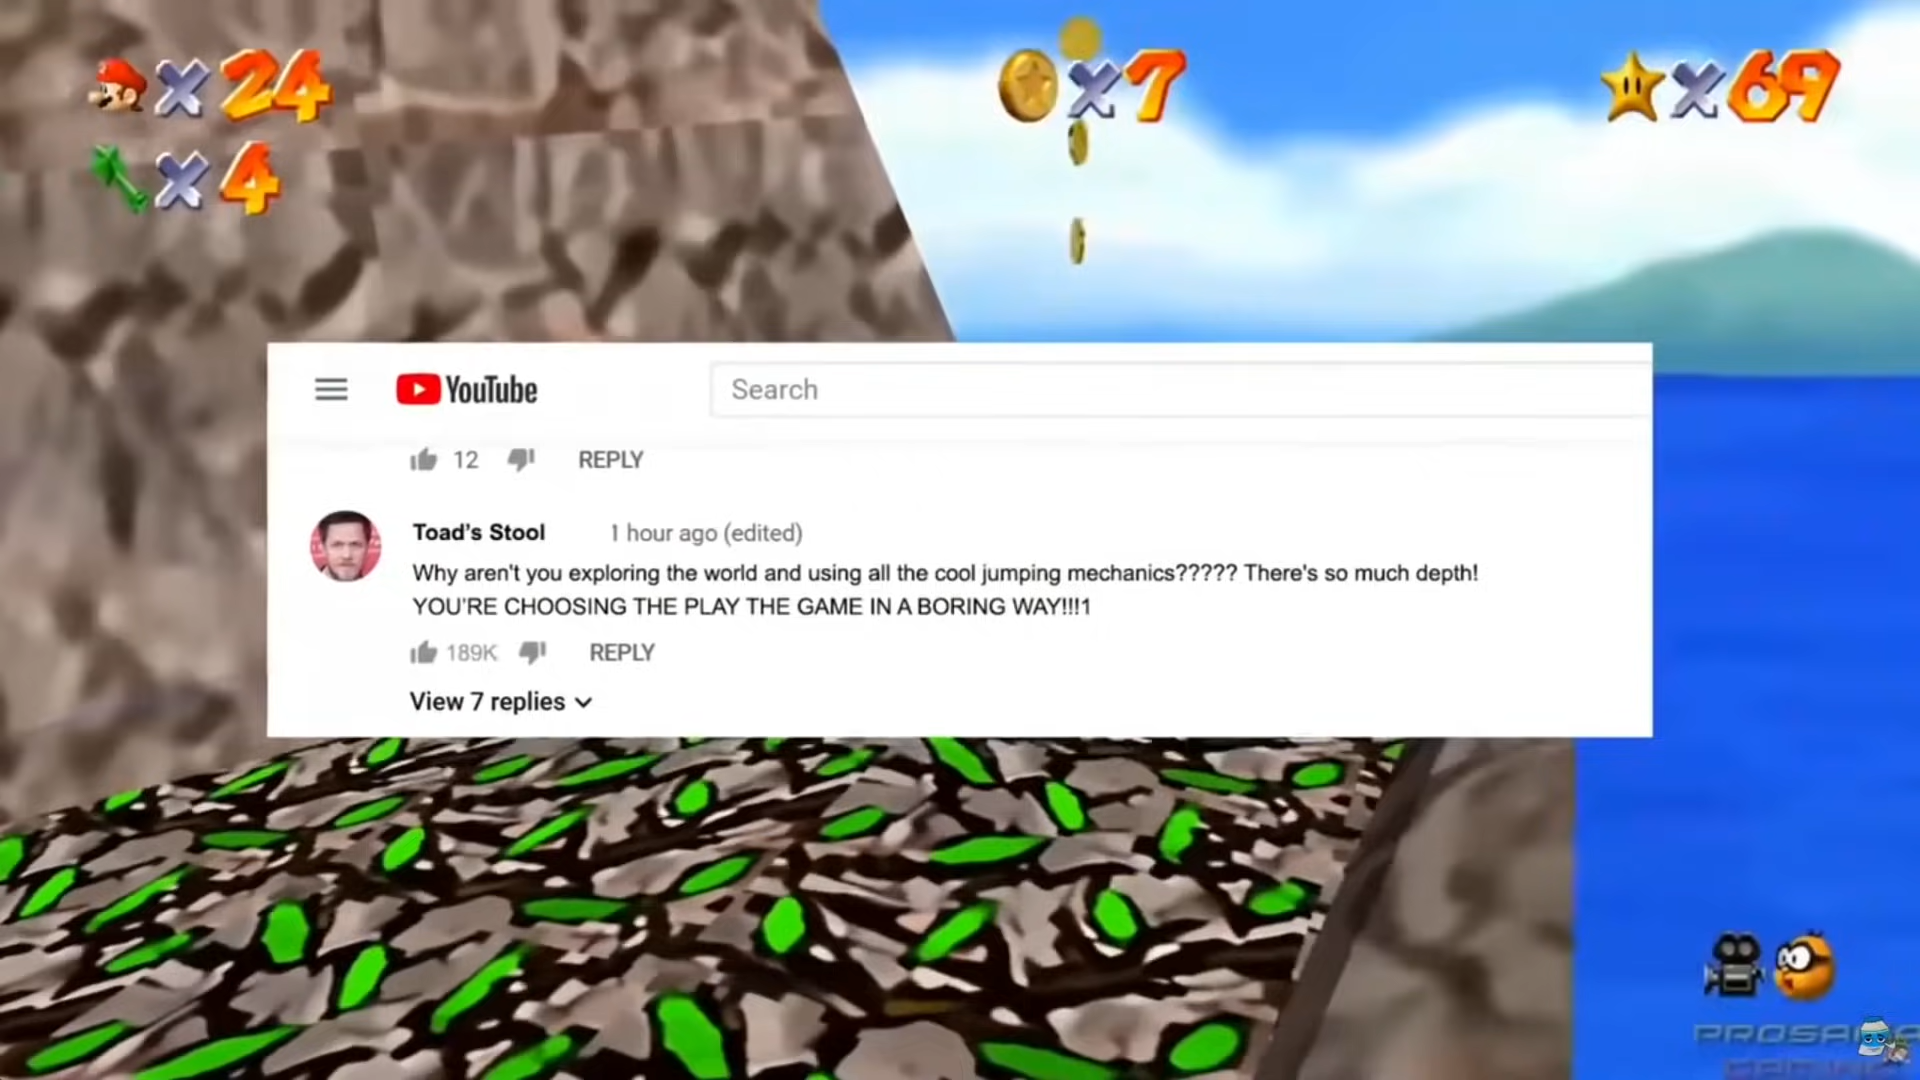 x 24
x 7
x 69
x 4
YouTube
Search
12 REPLY
Toad's Stool 1 hour ago (edited)
Why aren't you exploring the world and using all the cool jumping mechanics????? There's so much depth!
YOU'RE CHOOSING THE PLAY THE GAME IN A BORING WAY!!!1
189K REPLY
View 7 replies